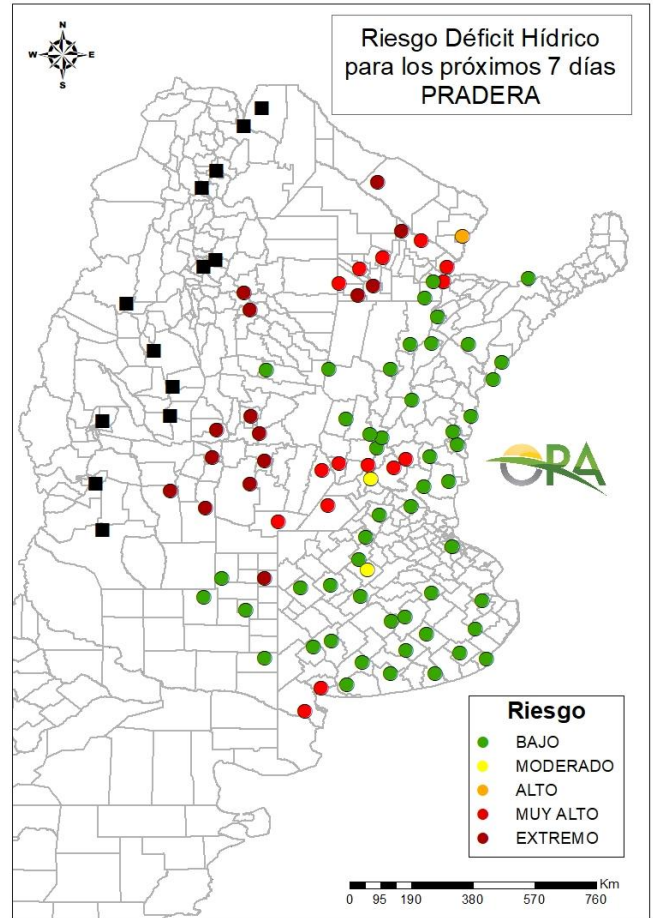 N
W E
S
Riesgo Déficit Hídrico
para los próximos 7 días
PRADERA
OPA
Riesgo
BAJO
MODERADO
ALTO
MUY ALTO
EXTREMO
Km
0 95 190 380 570 760